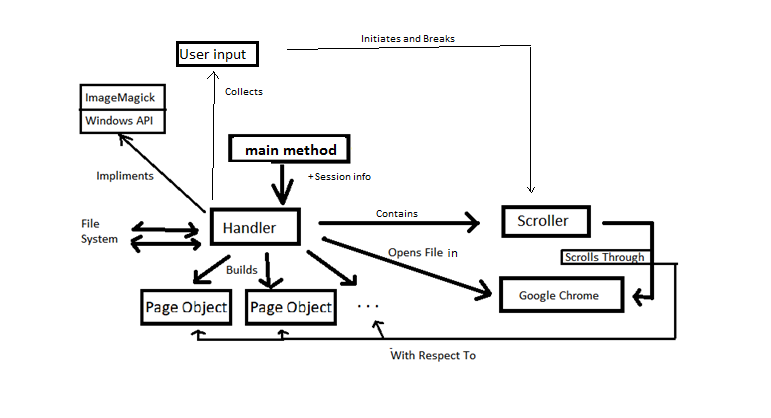 Initiates and Breaks
User input
Collects
ImageMagick
Windows API
main method
Impliments
+Session info
File
System
Handler
Contains
Scroller
Opens File in
Scrolls Through
Builds
Google Chrome
Page Object
Page Object
...
With Respect To